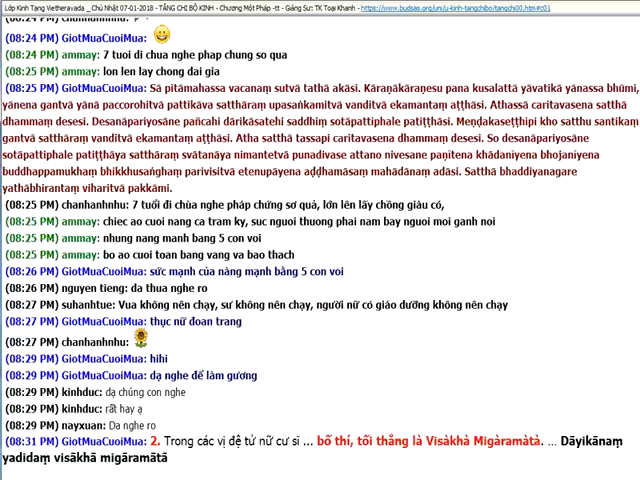 Lớp Kinh Tạng Vietheravada _ Chủ Nhật 07-01-2018 - TĂNG CHI BỘ KINH - Chương Một Pháp -tt - Giảng Sư: TK Toại Khanh - https://www.budsas.org/uni/u-kinh-tangchibo/tangchi00.htm#c01
(08:24 PM) GiotMuaCuoiMua:
(08:24 PM) ammay: 7 tuoi di chua nghe phap chung so qua
(08:25 PM) ammay: lon len lay chong dai gia
(08:25 PM) GiotMuaCuoiMua: Sā pitāmahassa vacanaṃ sutvā tathā akāsi. Kāraṇākāraṇesu pana kusalattā yāvatikā yānassa bhūmi,
yānena gantvā yānā paccorohitvā pattikāva satthāraṃ upasaṅkamitvā vanditvā ekamantaṃ aṭṭhāsi. Athassā caritavasena satthā
dhammaṃ desesi. Desanāpariyosāne pañcahi dārikāsatehi saddhiṃ sotāpattiphale patiṭṭhāsi. Meṇḍakaseṭṭhipi kho satthu santikaṃ
gantvā satthāraṃ vanditvā ekamantaṃ aṭṭhāsi. Atha satthā tassapi caritavasena dhammaṃ desesi. So desanāpariyosāne
sotāpattiphale patiṭṭhāya satthāraṃ svātanāya nimantetvā punadivase attano nivesane paṇītena khādanīyena bhojanīyena
buddhappamukhaṃ bhikkhusaṅghaṃ parivisitvā etenupāyena aḍḍhamāsaṃ mahādānaṃ adāsi. Satthā bhaddiyanagare
yathābhirantaṃ viharitvā pakkāmi.
(08:25 PM) chanhanhnhu: 7 tuổi đi chùa nghe pháp chứng sơ quả, lớn lên lấy chồng giàu có,
(08:25 PM) ammay: chiec ao cuoi nang ca tram ky, suc nguoi thuong phai nam bay nguoi moi ganh noi
(08:25 PM) ammay: nhung nang manh bang 5 con voi
(08:25 PM) ammay: bo ao cuoi toan bang vang va bao thach
(08:26 PM) GiotMuaCuoiMua: sức mạnh của nàng mạnh bằng 5 con voi
(08:26 PM) nguyen tieng: da thua nghe ro
(08:27 PM) suhanhtue: Vua không nên chạy, sư không nên chạy, người nữ có giáo dưỡng không nên chạy
(08:27 PM) GiotMuaCuoiMua: thục nữ đoan trang
(08:27 PM) chanhanhnhu:
(08:29 PM) GiotMuaCuoiMua: hihi
(08:29 PM) GiotMuaCuoiMua: dạ nghe để làm gương
(08:29 PM) kinhduc: dạ chúng con nghe
(08:29 PM) kinhduc: rất hay ạ
(08:29 PM) nayxuan: Da nghe ro
(08:31 PM) GiotMuaCuoiMua: 2. Trong các vị đệ tử nữ cư sĩ ... bố thí, tối thắng là Visàkhà Migàramàtà. ... Dāyikānaṃ
yadidaṃ visākhā migāramātā